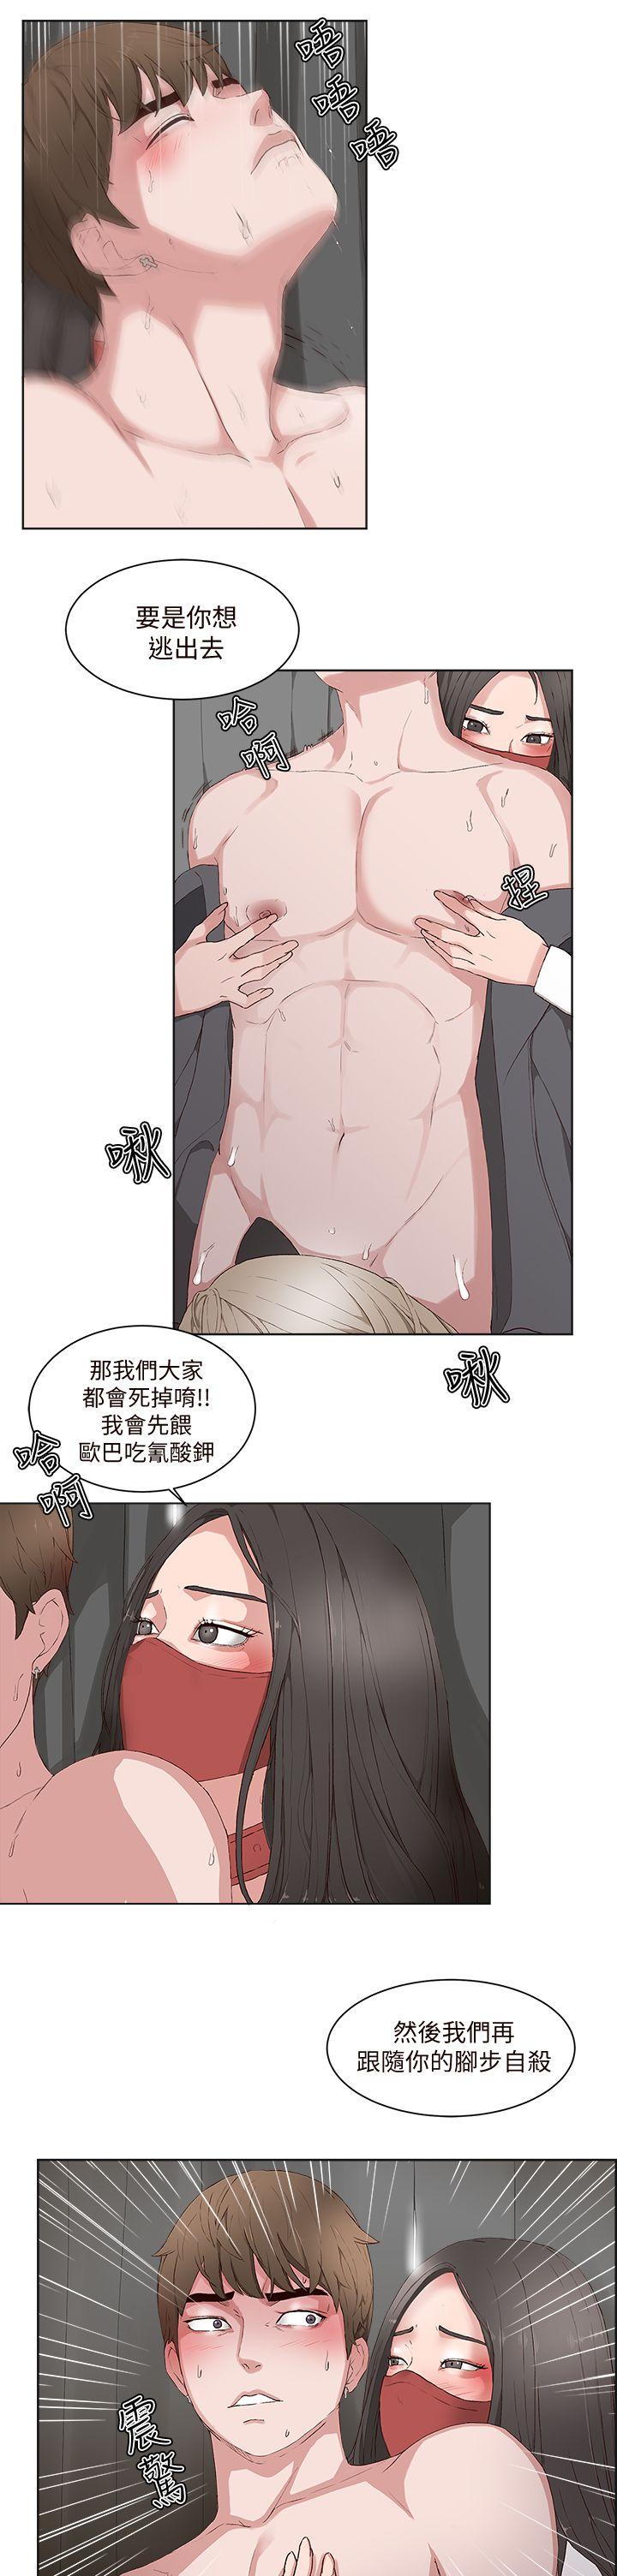 唔
唔
唔
要是你想
逃出去
哈
啊
捏
啾
啾
那我們大家
都會死掉唷!!
我會先餵
歐巴吃氰酸鉀
哈
啊
然後我們再
跟隨你的腳步自殺
震
驚